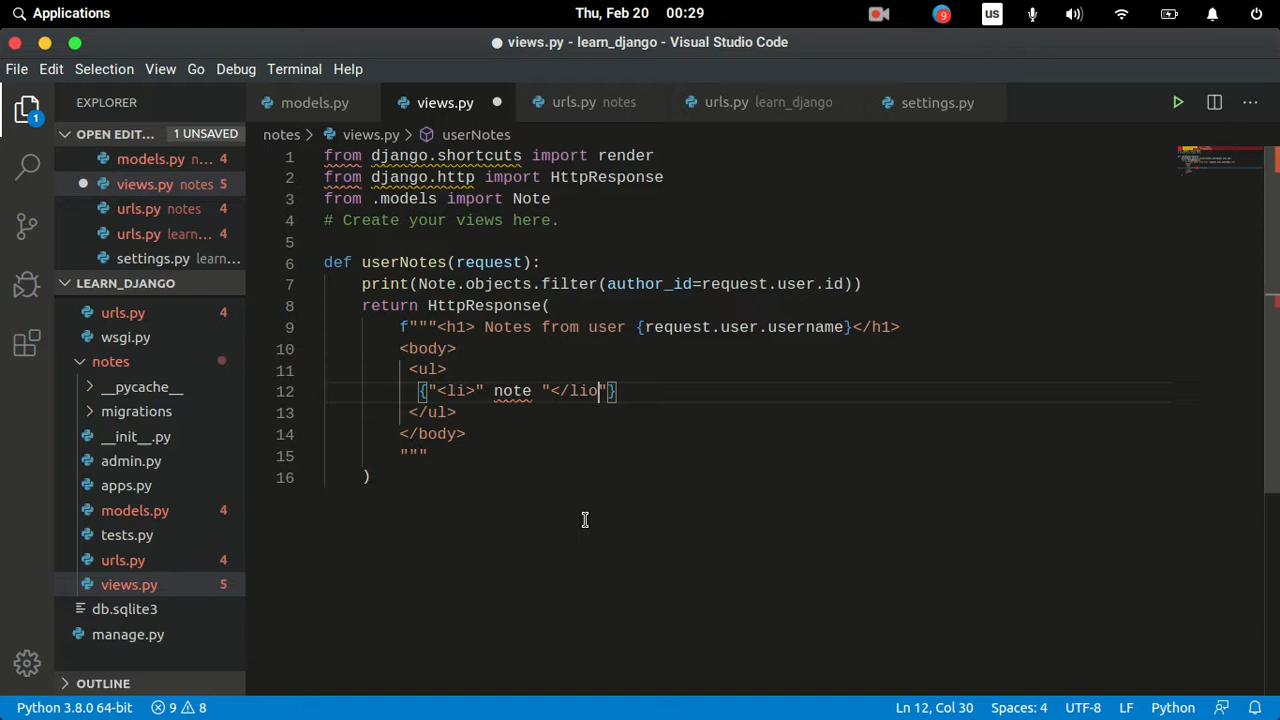 Applications
Thu, Feb 20 00:29
9
us
views.py - learn_django - Visual Studio Code
File Edit Selection View Go Debug Terminal Help
EXPLORER
models.py
views.py
urls.py notes
urls.py learn_django
settings.py
1
OPEN EDIT... 1 UNSAVED
notes > views.py > userNotes
models.py n... 4
views.py notes 5
urls.py notes 4
urls.py learn... 4
settings.py learn...
LEARN_DJANGO
urls.py 4
wsgi.py
notes
__pycache__
migrations
__init__.py
admin.py
apps.py
models.py 4
tests.py
urls.py 4
views.py 5
db.sqlite3
manage.py
OUTLINE
1 from django.shortcuts import render
2 from django.http import HttpResponse
3 from .models import Note
4 # Create your views here.
5
6 def userNotes(request):
7 print(Note.objects.filter(author_id=request.user.id))
8 return HttpResponse(
9 f"""<h1> Notes from user {request.user.username}</h1>
10 <body>
11 <ul>
12 {"<li>" note "</lio"}
13 </ul>
14 </body>
15 """
16 )
Python 3.8.0 64-bit 9 8 Ln 12, Col 30 Spaces: 4 UTF-8 LF Python